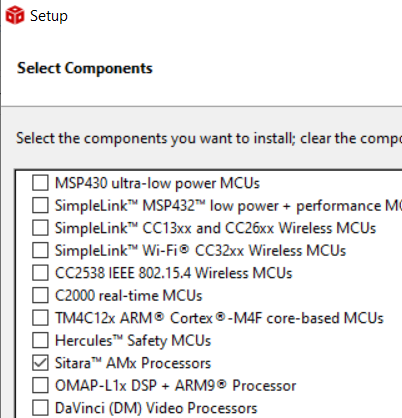 Setup
Select Components
Select the components you want to install; clear the
MSP430 ultra-low power MCUs
SimpleLink™ MSP432™ low power + performance
SimpleLink™ CC13xx and CC26xx Wireless MCUs
SimpleLink™ Wi-Fi® CC32xx Wireless MCUs
CC2538 IEEE 802.15.4 Wireless MCUs
C2000 real-time MCUs
TM4C12x ARM® Cortex®-M4F core-based MCUs
Hercules™ Safety MCUs
Sitara™ AMx Processors
OMAP-L1x DSP + ARM9® Processor
DaVinci (DM) Video Processors